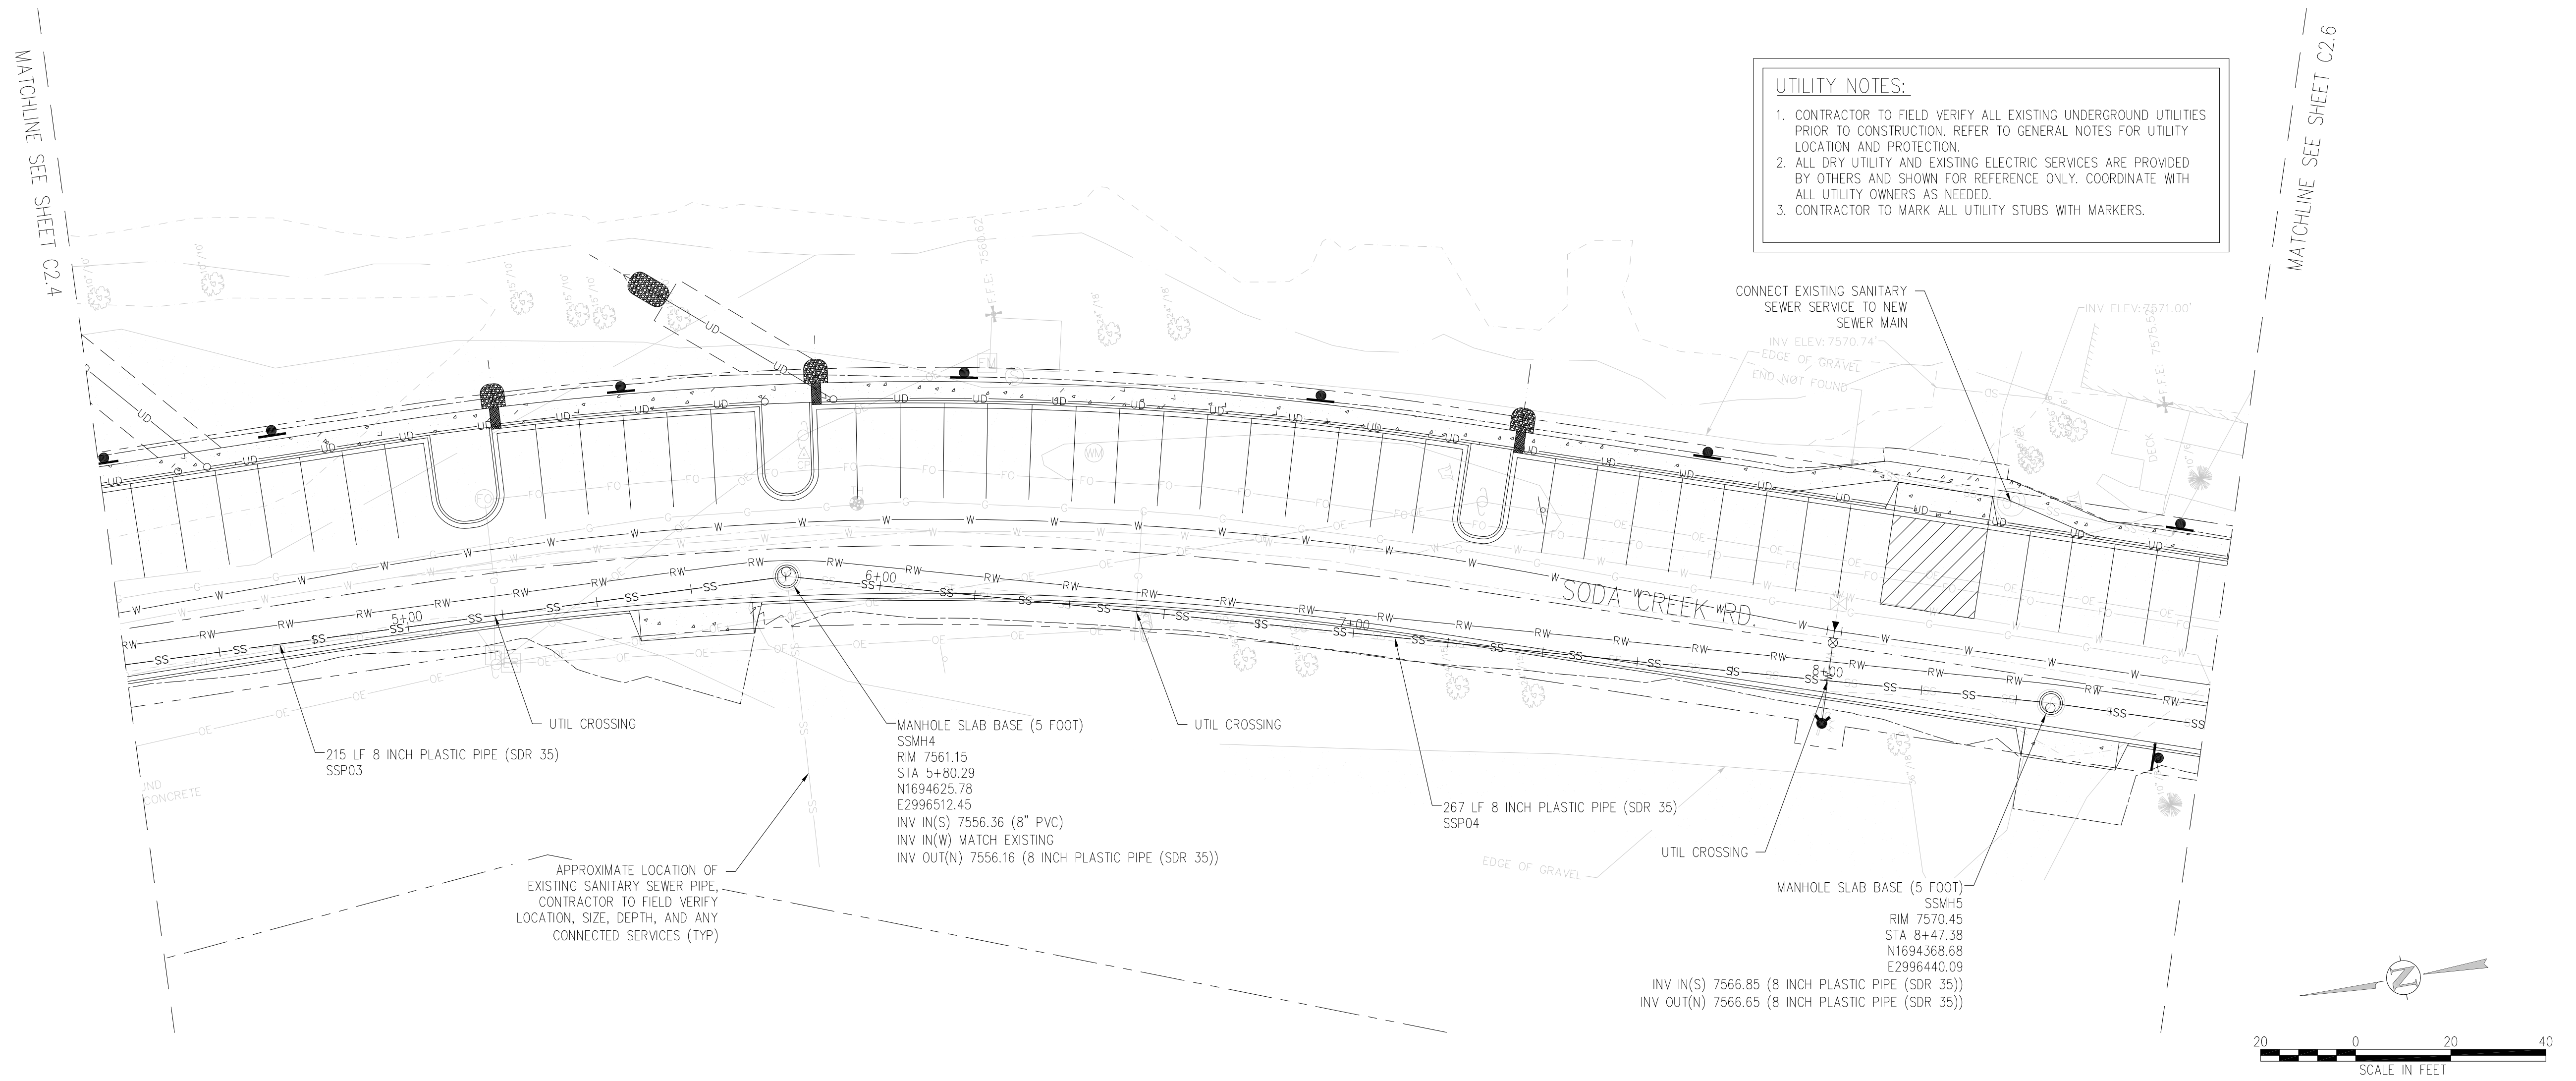 MATCHLINE SEE SHEET C2.4
MATCHLINE SEE SHEET C2.6
UTILITY NOTES:
1. CONTRACTOR TO FIELD VERIFY ALL EXISTING UNDERGROUND UTILITIES
PRIOR TO CONSTRUCTION. REFER TO GENERAL NOTES FOR UTILITY
LOCATION AND PROTECTION.
2. ALL DRY UTILITY AND EXISTING ELECTRIC SERVICES ARE PROVIDED
BY OTHERS AND SHOWN FOR REFERENCE ONLY. COORDINATE WITH
ALL UTILITY OWNERS AS NEEDED.
3. CONTRACTOR TO MARK ALL UTILITY STUBS WITH MARKERS.
CONNECT EXISTING SANITARY
SEWER SERVICE TO NEW
SEWER MAIN
INV ELEV: 7571.00'
INV ELEV: 7570.74'
EDGE OF GRAVEL
END NOT FOUND
F.F.E: 7560.62'
F.F.E: 7575.52'
DECK
SODA CREEK RD.
5+00
6+00
7+00
8+00
UTIL CROSSING
215 LF 8 INCH PLASTIC PIPE (SDR 35)
SSP03
MANHOLE SLAB BASE (5 FOOT)
SSMH4
RIM 7561.15
STA 5+80.29
N1694625.78
E2996512.45
INV IN(S) 7556.36 (8" PVC)
INV IN(W) MATCH EXISTING
INV OUT(N) 7556.16 (8 INCH PLASTIC PIPE (SDR 35))
UTIL CROSSING
267 LF 8 INCH PLASTIC PIPE (SDR 35)
SSP04
UTIL CROSSING
EDGE OF GRAVEL
CONCRETE
APPROXIMATE LOCATION OF
EXISTING SANITARY SEWER PIPE,
CONTRACTOR TO FIELD VERIFY
LOCATION, SIZE, DEPTH, AND ANY
CONNECTED SERVICES (TYP)
MANHOLE SLAB BASE (5 FOOT)
SSMH5
RIM 7570.45
STA 8+47.38
N1694368.68
E2996440.09
INV IN(S) 7566.85 (8 INCH PLASTIC PIPE (SDR 35))
INV OUT(N) 7566.65 (8 INCH PLASTIC PIPE (SDR 35))
20 0 20 40
SCALE IN FEET